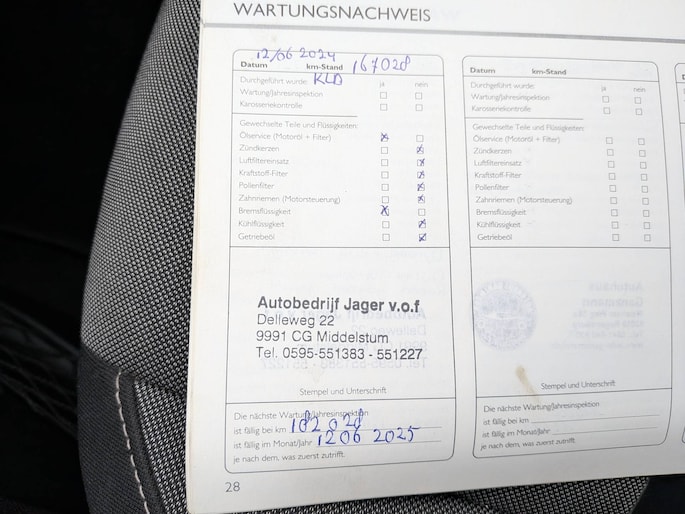 WARTUNGSNACHWEIS
12/06 2024
Datum km-Stand 167028
Durchgeführt wurde: KLD ja nein
Wartung/Jahresinspektion
Karosseriekontrolle
Gewechselte Teile und Flüssigkeiten:
Ölservice (Motoröl + Filter)
Zündkerzen
Luftfiltereinsatz
Kraftstoff-Filter
Pollenfilter
Zahnriemen (Motorsteuerung)
Bremsflüssigkeit
Kühlflüssigkeit
Getriebeöl
Autobedrijf Jager v.o.f
Delleweg 22
9991 CG Middelstum
Tel. 0595-551383 - 551227
Stempel und Unterschrift
Die nächste Wartung/Jahresinspektion
ist fällig bei km 182028
ist fällig im Monat/Jahr 1206 2025
je nach dem, was zuerst zutrifft.
28
Datum km-Stand
Durchgeführt wurde: ja nein
Wartung/Jahresinspektion
Karosseriekontrolle
Gewechselte Teile und Flüssigkeiten:
Ölservice (Motoröl + Filter)
Zündkerzen
Luftfiltereinsatz
Kraftstoff-Filter
Pollenfilter
Zahnriemen (Motorsteuerung)
Bremsflüssigkeit
Kühlflüssigkeit
Getriebeöl
Stempel und Unterschrift
Die nächste Wartung/Jahresinspektion
ist fällig bei km
ist fällig im Monat/Jahr
je nach dem, was zuerst zutrifft.